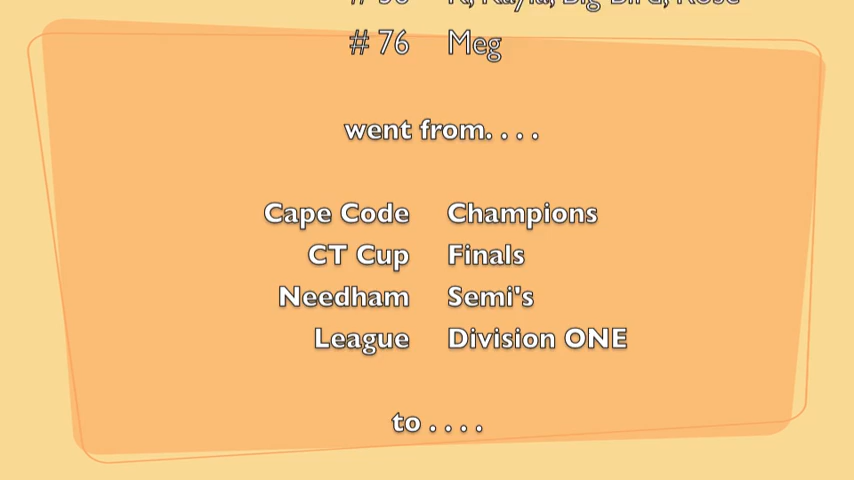 # 76 Meg
went from. . . .
Cape Code Champions
CT Cup Finals
Needham Semi's
League Division ONE
to . . . .